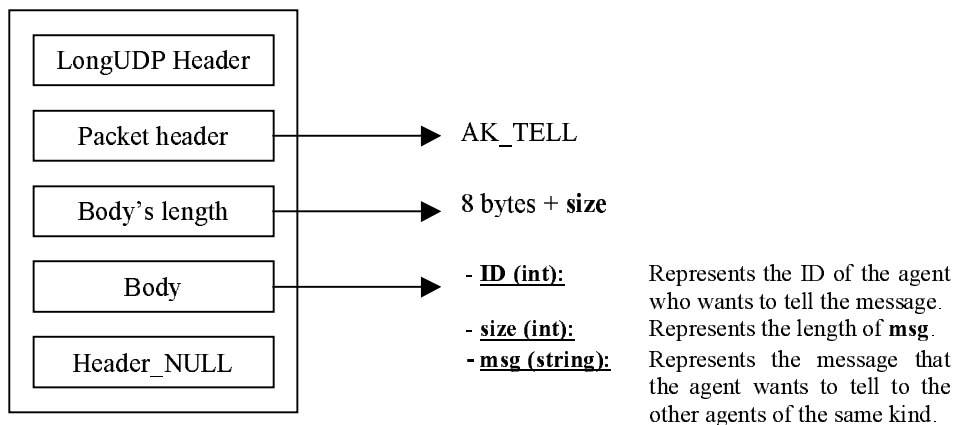 LongUDP Header
Packet header
AK_TELL
Body's length
8 bytes + size
Body
- ID (int): Represents the ID of the agent
who wants to tell the message.
- size (int): Represents the length of msg.
- msg (string): Represents the message that
the agent wants to tell to the
other agents of the same kind.
Header_NULL